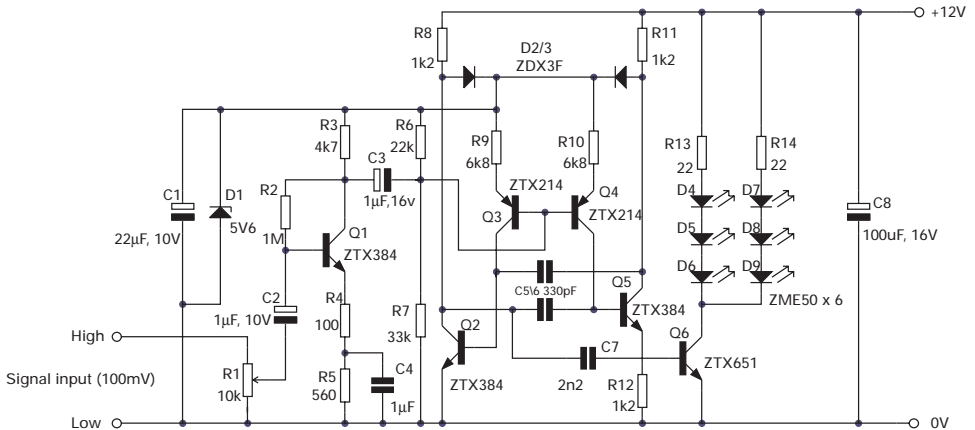 +12V
R8
1k2
D2/3
ZDX3F
R11
1k2
R3
4k7
R6
22k
C3
1µF,16v
R9
6k8
R10
6k8
R13
22
R14
22
C1
22µF, 10V
D1
5V6
R2
1M
Q1
ZTX384
ZTX214
Q3
Q4
ZTX214
D4
D7
D5
D8
D6
D9
C8
100uF, 16V
ZME50 x 6
C2
1µF, 10V
R4
100
R7
33k
C5\6 330pF
Q5
ZTX384
Q2
ZTX384
C7
2n2
Q6
ZTX651
High
Signal input (100mV)
R1
10k
R5
560
C4
1µF
R12
1k2
Low
0V